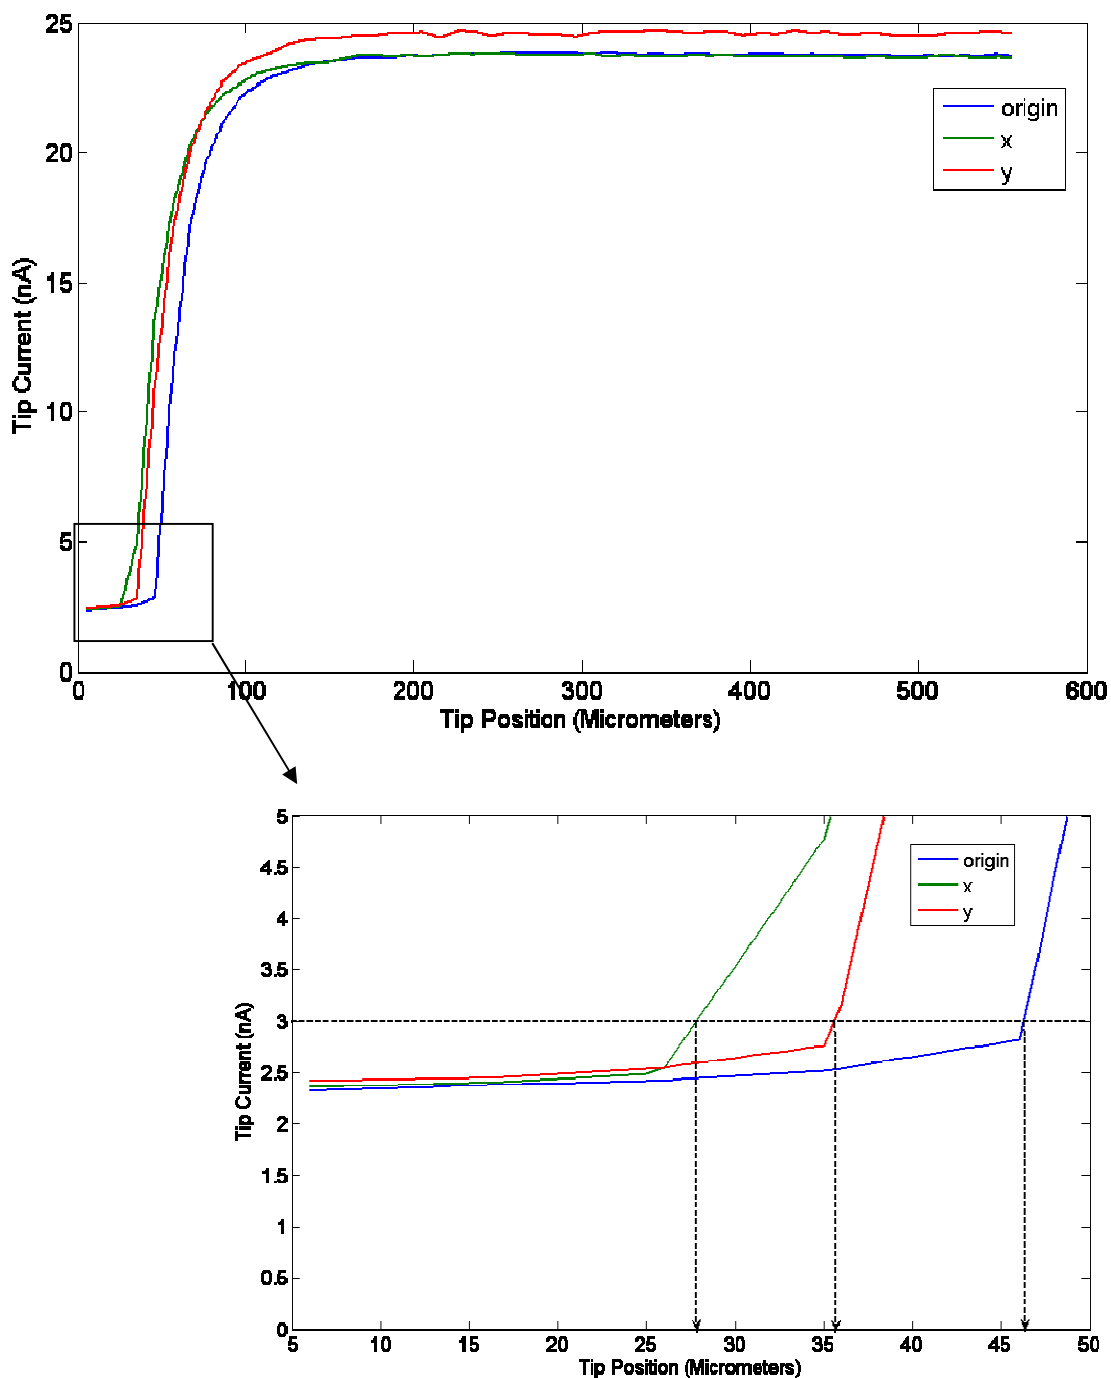 25
20
15
10
5
0
Tip Current (nA)
origin
x
y
0 100 200 300 400 500 600
Tip Position (Micrometers)
5
4.5
4
3.5
3
2.5
2
1.5
1
0.5
0
Tip Current (nA)
origin
x
y
5 10 15 20 25 30 35 40 45 50
Tip Position (Micrometers)